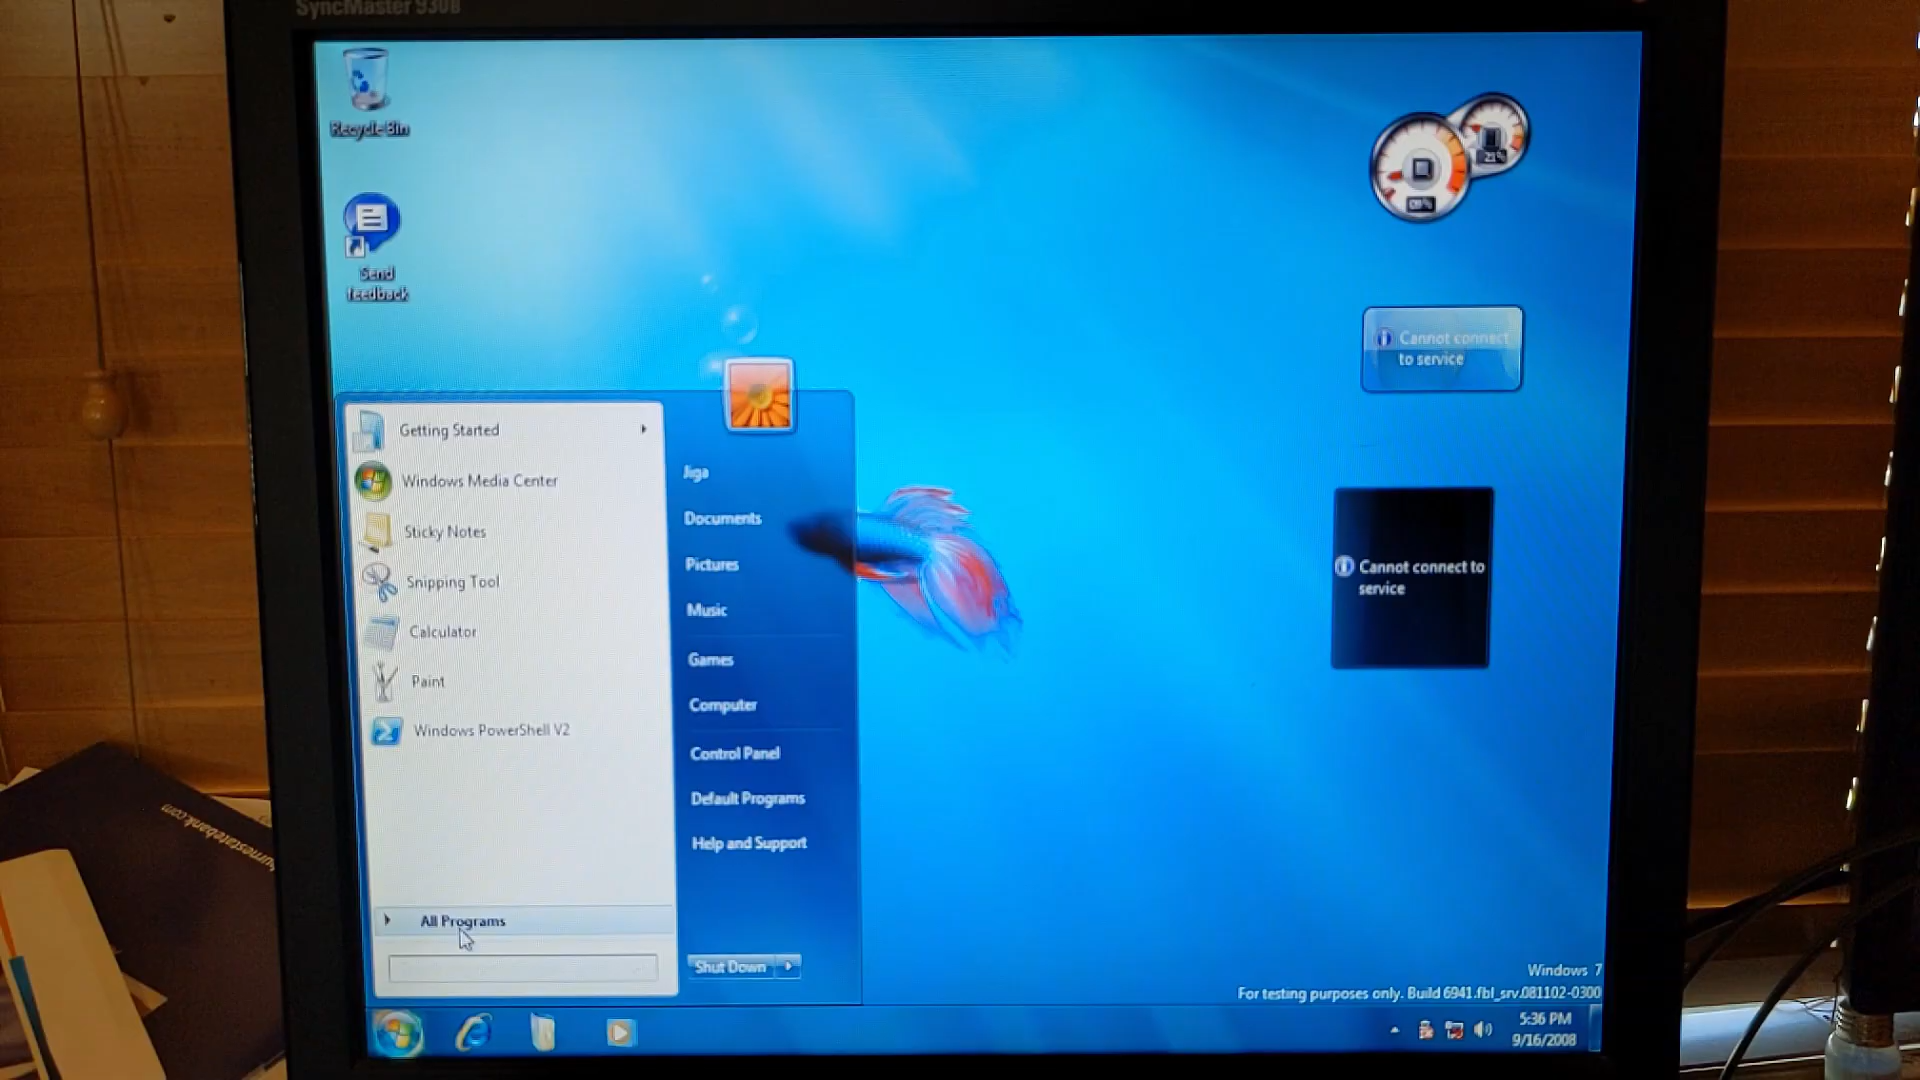 SyncMaster 930B
Recycle Bin
Send
feedback
21%
Cannot connect
to service
Cannot connect to
service
Getting Started
Windows Media Center
Sticky Notes
Snipping Tool
Calculator
Paint
Windows PowerShell V2
All Programs
Jiga
Documents
Pictures
Music
Games
Computer
Control Panel
Default Programs
Help and Support
Shut Down
Windows 7
For testing purposes only. Build 6941.fbl_srv.081102-0300
5:36 PM
9/16/2008
urnestatebank.com